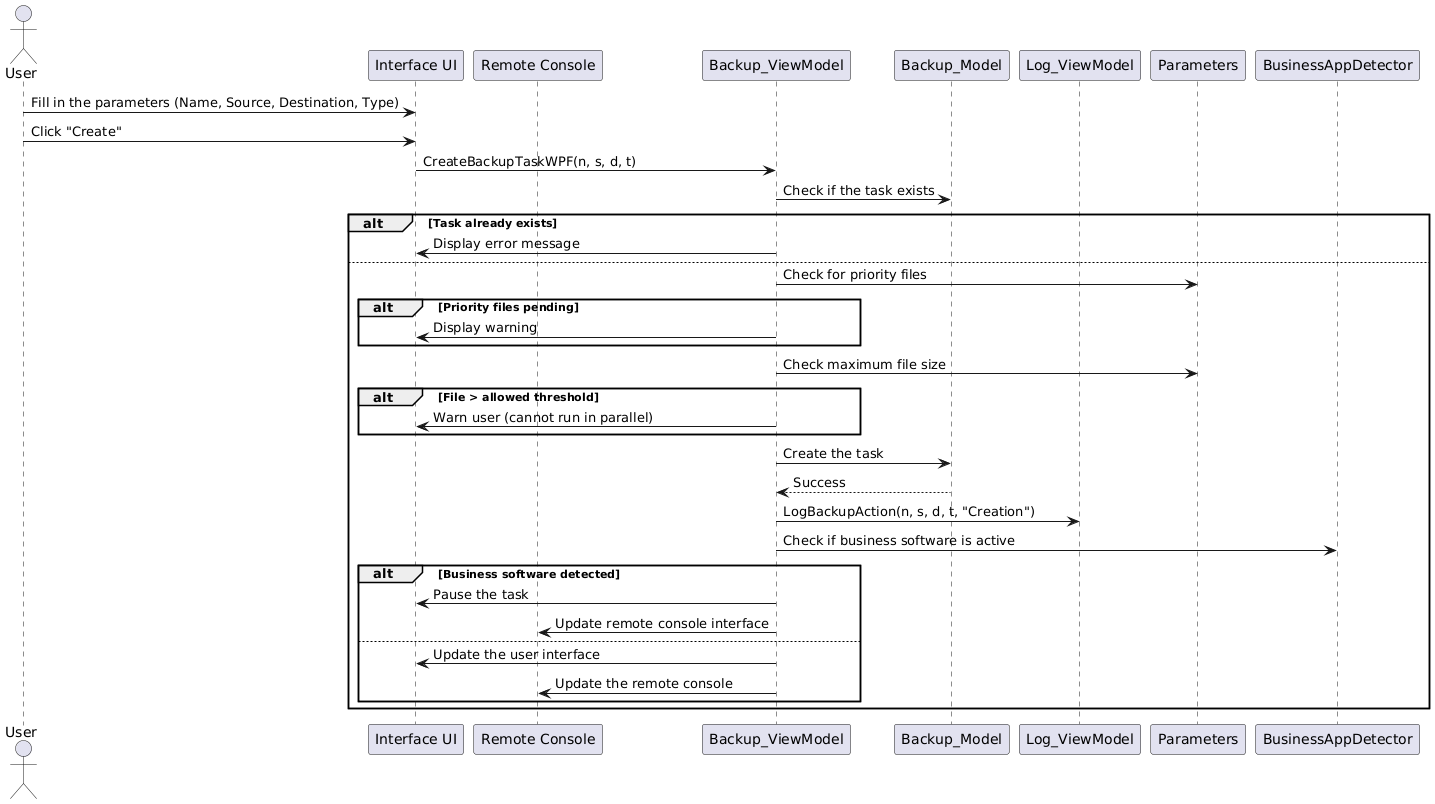 User
Interface UI
Remote Console
Backup_ViewModel
Backup_Model
Log_ViewModel
Parameters
BusinessAppDetector
Fill in the parameters (Name, Source, Destination, Type)
Click "Create"
CreateBackupTaskWPF(n, s, d, t)
Check if the task exists
alt [Task already exists]
Display error message
Check for priority files
alt [Priority files pending]
Display warning
Check maximum file size
alt [File > allowed threshold]
Warn user (cannot run in parallel)
Create the task
Success
LogBackupAction(n, s, d, t, "Creation")
Check if business software is active
alt [Business software detected]
Pause the task
Update remote console interface
Update the user interface
Update the remote console
User
Interface UI
Remote Console
Backup_ViewModel
Backup_Model
Log_ViewModel
Parameters
BusinessAppDetector